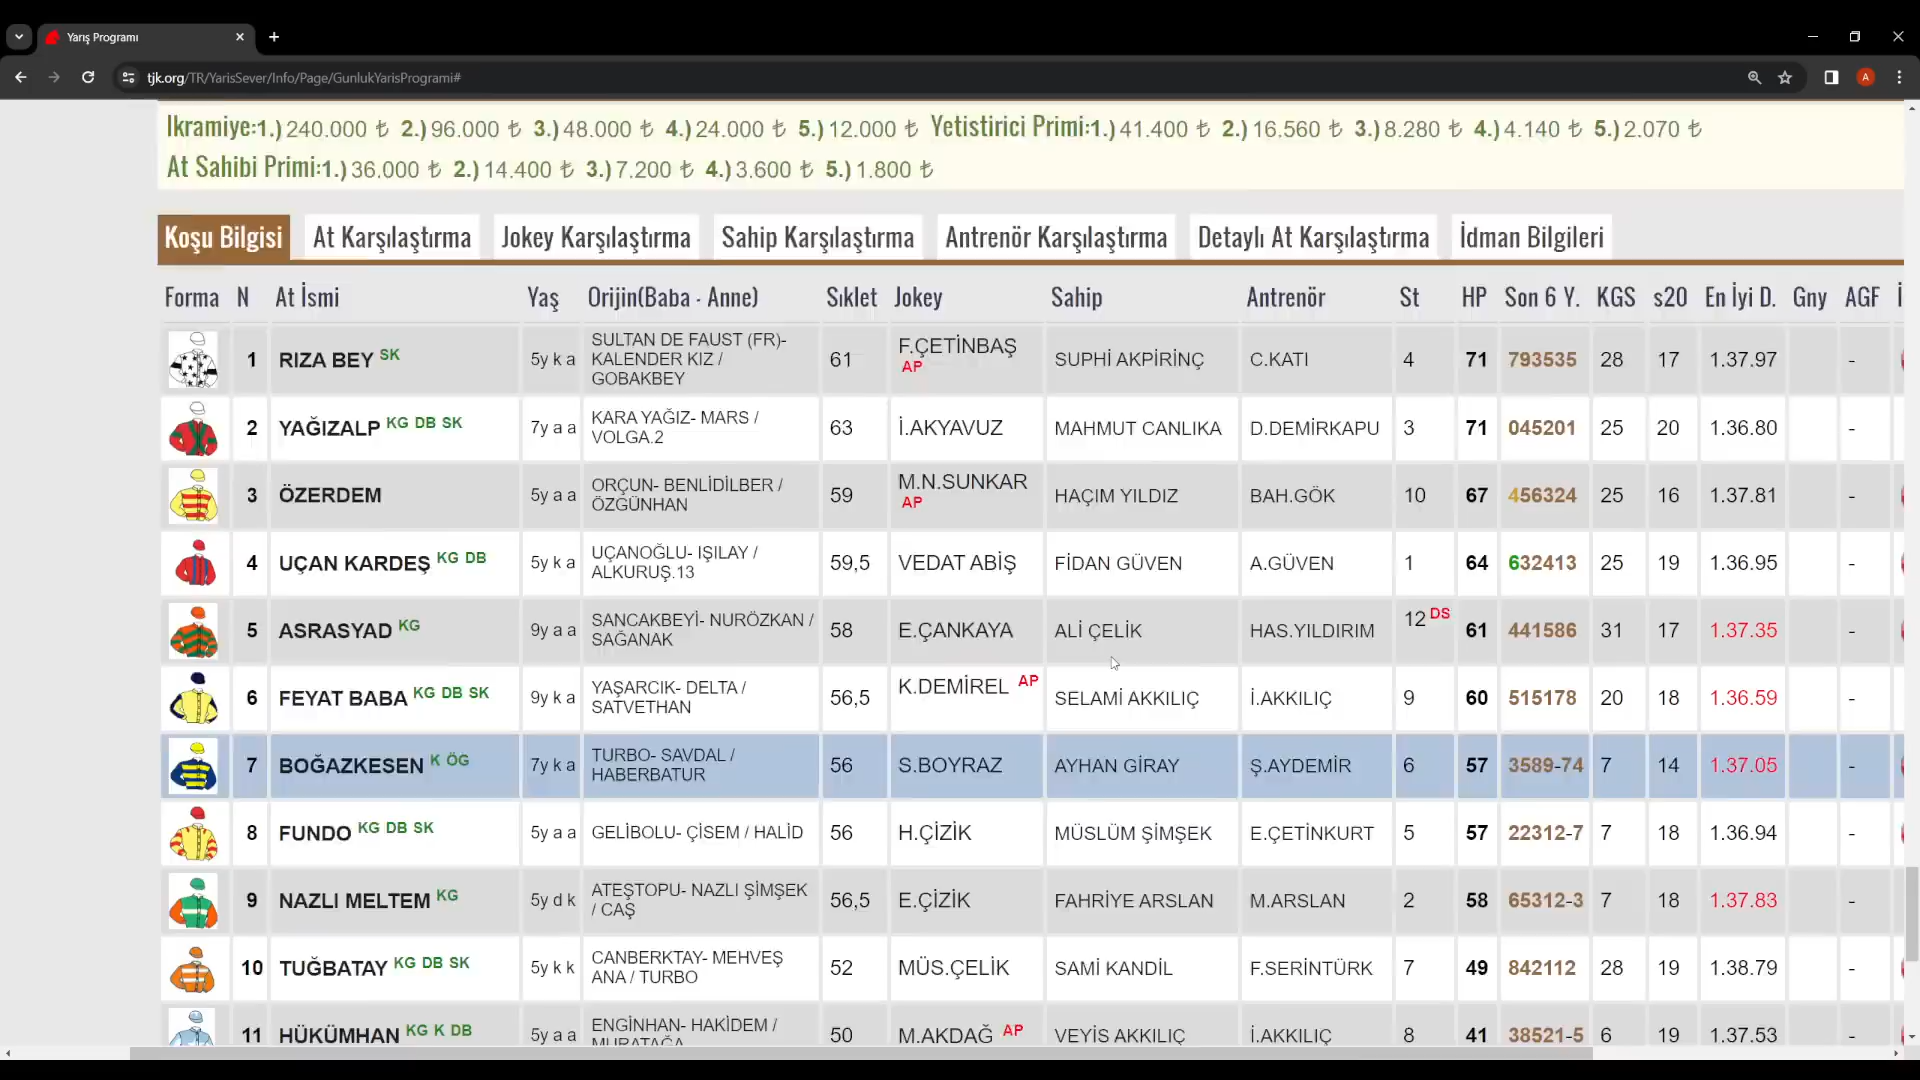 Yarış Programı
tjk.org/TR/YarisSever/Info/Page/GunlukYarisProgrami#
A
İkramiye:1.) 240.000 ₺ 2.) 96.000 ₺ 3.) 48.000 ₺ 4.) 24.000 ₺ 5.) 12.000 ₺ Yetistirici Primi:1.) 41.400 ₺ 2.) 16.560 ₺ 3.) 8.280 ₺ 4.) 4.140 ₺ 5.) 2.070 ₺
At Sahibi Primi:1.) 36.000 ₺ 2.) 14.400 ₺ 3.) 7.200 ₺ 4.) 3.600 ₺ 5.) 1.800 ₺
Koşu Bilgisi At Karşılaştırma Jokey Karşılaştırma Sahip Karşılaştırma Antrenör Karşılaştırma Detaylı At Karşılaştırma İdman Bilgileri
Forma N At İsmi Yaş Orijin(Baba - Anne) Sıklet Jokey Sahip Antrenör St HP Son 6 Y. KGS s20 En İyi D. Gny AGF İ
1 RIZA BEY SK 5y k a SULTAN DE FAUST (FR)- KALENDER KIZ / GOBAKBEY 61 F.ÇETİNBAŞ AP SUPHİ AKPİRİNÇ C.KATI 4 71 793535 28 17 1.37.97 -
2 YAĞIZALP KG DB SK 7y a a KARA YAĞIZ- MARS / VOLGA.2 63 İ.AKYAVUZ MAHMUT CANLIKA D.DEMİRKAPU 3 71 045201 25 20 1.36.80 -
3 ÖZERDEM 5y a a ORÇUN- BENLİDİLBER / ÖZGÜNHAN 59 M.N.SUNKAR AP HAÇIM YILDIZ BAH.GÖK 10 67 456324 25 16 1.37.81 -
4 UÇAN KARDEŞ KG DB 5y k a UÇANOĞLU- IŞILAY / ALKURUŞ.13 59,5 VEDAT ABİŞ FİDAN GÜVEN A.GÜVEN 1 64 632413 25 19 1.36.95 -
5 ASRASYAD KG 9y a a SANCAKBEYİ- NURÖZKAN / SAĞANAK 58 E.ÇANKAYA ALİ ÇELİK HAS.YILDIRIM 12 DS 61 441586 31 17 1.37.35 -
6 FEYAT BABA KG DB SK 9y k a YAŞARCIK- DELTA / SATVETHAN 56,5 K.DEMİREL AP SELAMİ AKKILIÇ İ.AKKILIÇ 9 60 515178 20 18 1.36.59 -
7 BOĞAZKESEN K ÖG 7y k a TURBO- SAVDAL / HABERBATUR 56 S.BOYRAZ AYHAN GİRAY Ş.AYDEMİR 6 57 3589-74 7 14 1.37.05 -
8 FUNDO KG DB SK 5y a a GELİBOLU- ÇİSEM / HALİD 56 H.ÇİZİK MÜSLÜM ŞİMŞEK E.ÇETİNKURT 5 57 22312-7 7 18 1.36.94 -
9 NAZLI MELTEM KG 5y d k ATEŞTOPU- NAZLI ŞİMŞEK / CAŞ 56,5 E.ÇİZİK FAHRİYE ARSLAN M.ARSLAN 2 58 65312-3 7 18 1.37.83 -
10 TUĞBATAY KG DB SK 5y k k CANBERKTAY- MEHVEŞ ANA / TURBO 52 MÜS.ÇELİK SAMİ KANDİL F.SERİNTÜRK 7 49 842112 28 19 1.38.79 -
11 HÜKÜMHAN KG K DB 5y a a ENGİNHAN- HAKİDEM / MURATAĞA 50 M.AKDAĞ AP VEYİS AKKILIÇ İ.AKKILIÇ 8 41 38521-5 6 19 1.37.53 -